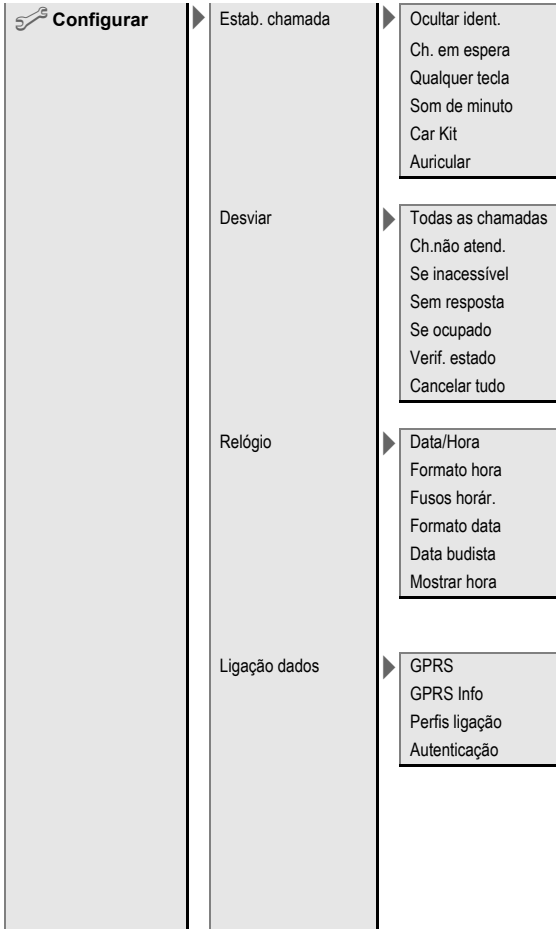 Configurar
Estab. chamada
Ocultar ident.
Ch. em espera
Qualquer tecla
Som de minuto
Car Kit
Auricular
Desviar
Todas as chamadas
Ch.não atend.
Se inacessível
Sem resposta
Se ocupado
Verif. estado
Cancelar tudo
Relógio
Data/Hora
Formato hora
Fusos horár.
Formato data
Data budista
Mostrar hora
Ligação dados
GPRS
GPRS Info
Perfis ligação
Autenticação